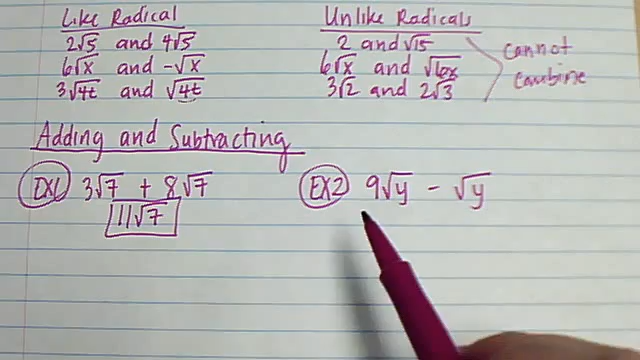 Like Radical
2√5 and 4√5
6√x and -√x
3√4t and √4t
Unlike Radicals
2 and √15
6√x and √6x
3√2 and 2√3
cannot
combine
Adding and Subtracting
EX1 3√7 + 8√7
11√7
EX2 9√y - √y